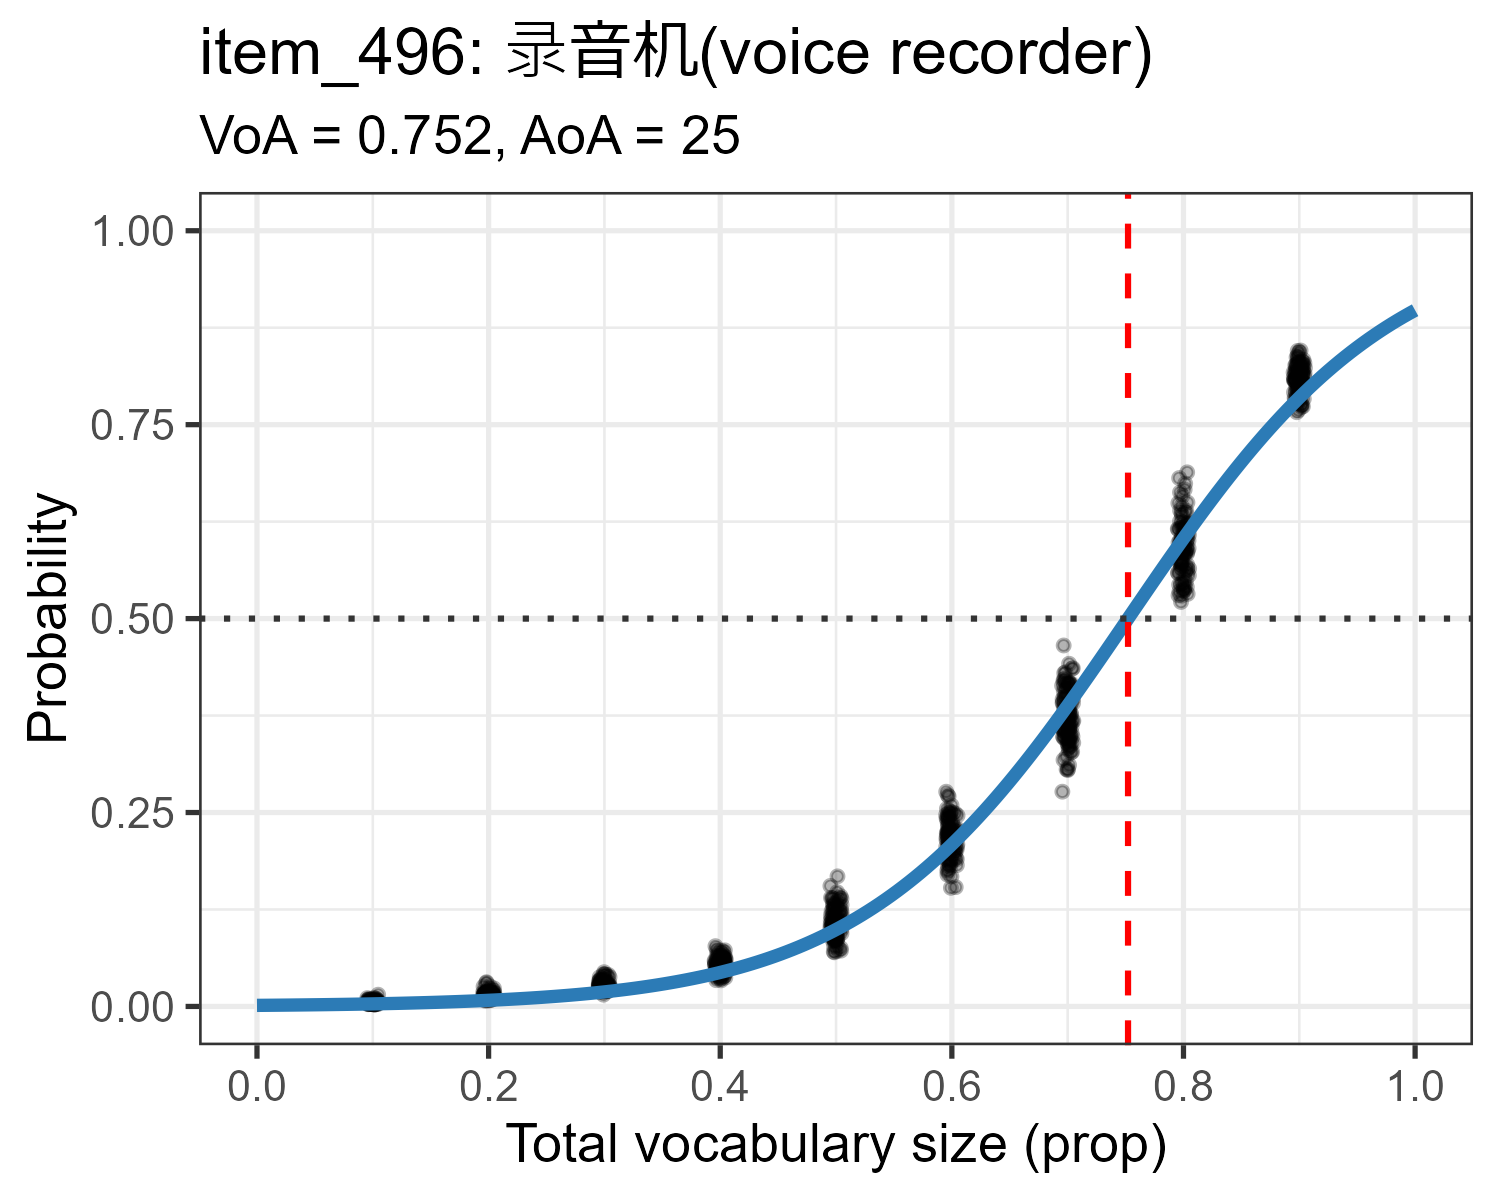 item_496: 录音机(voice recorder)
VoA = 0.752, AoA = 25
1.00
0.75
0.50
0.25
0.00
Probability
0.0 0.2 0.4 0.6 0.8 1.0
Total vocabulary size (prop)